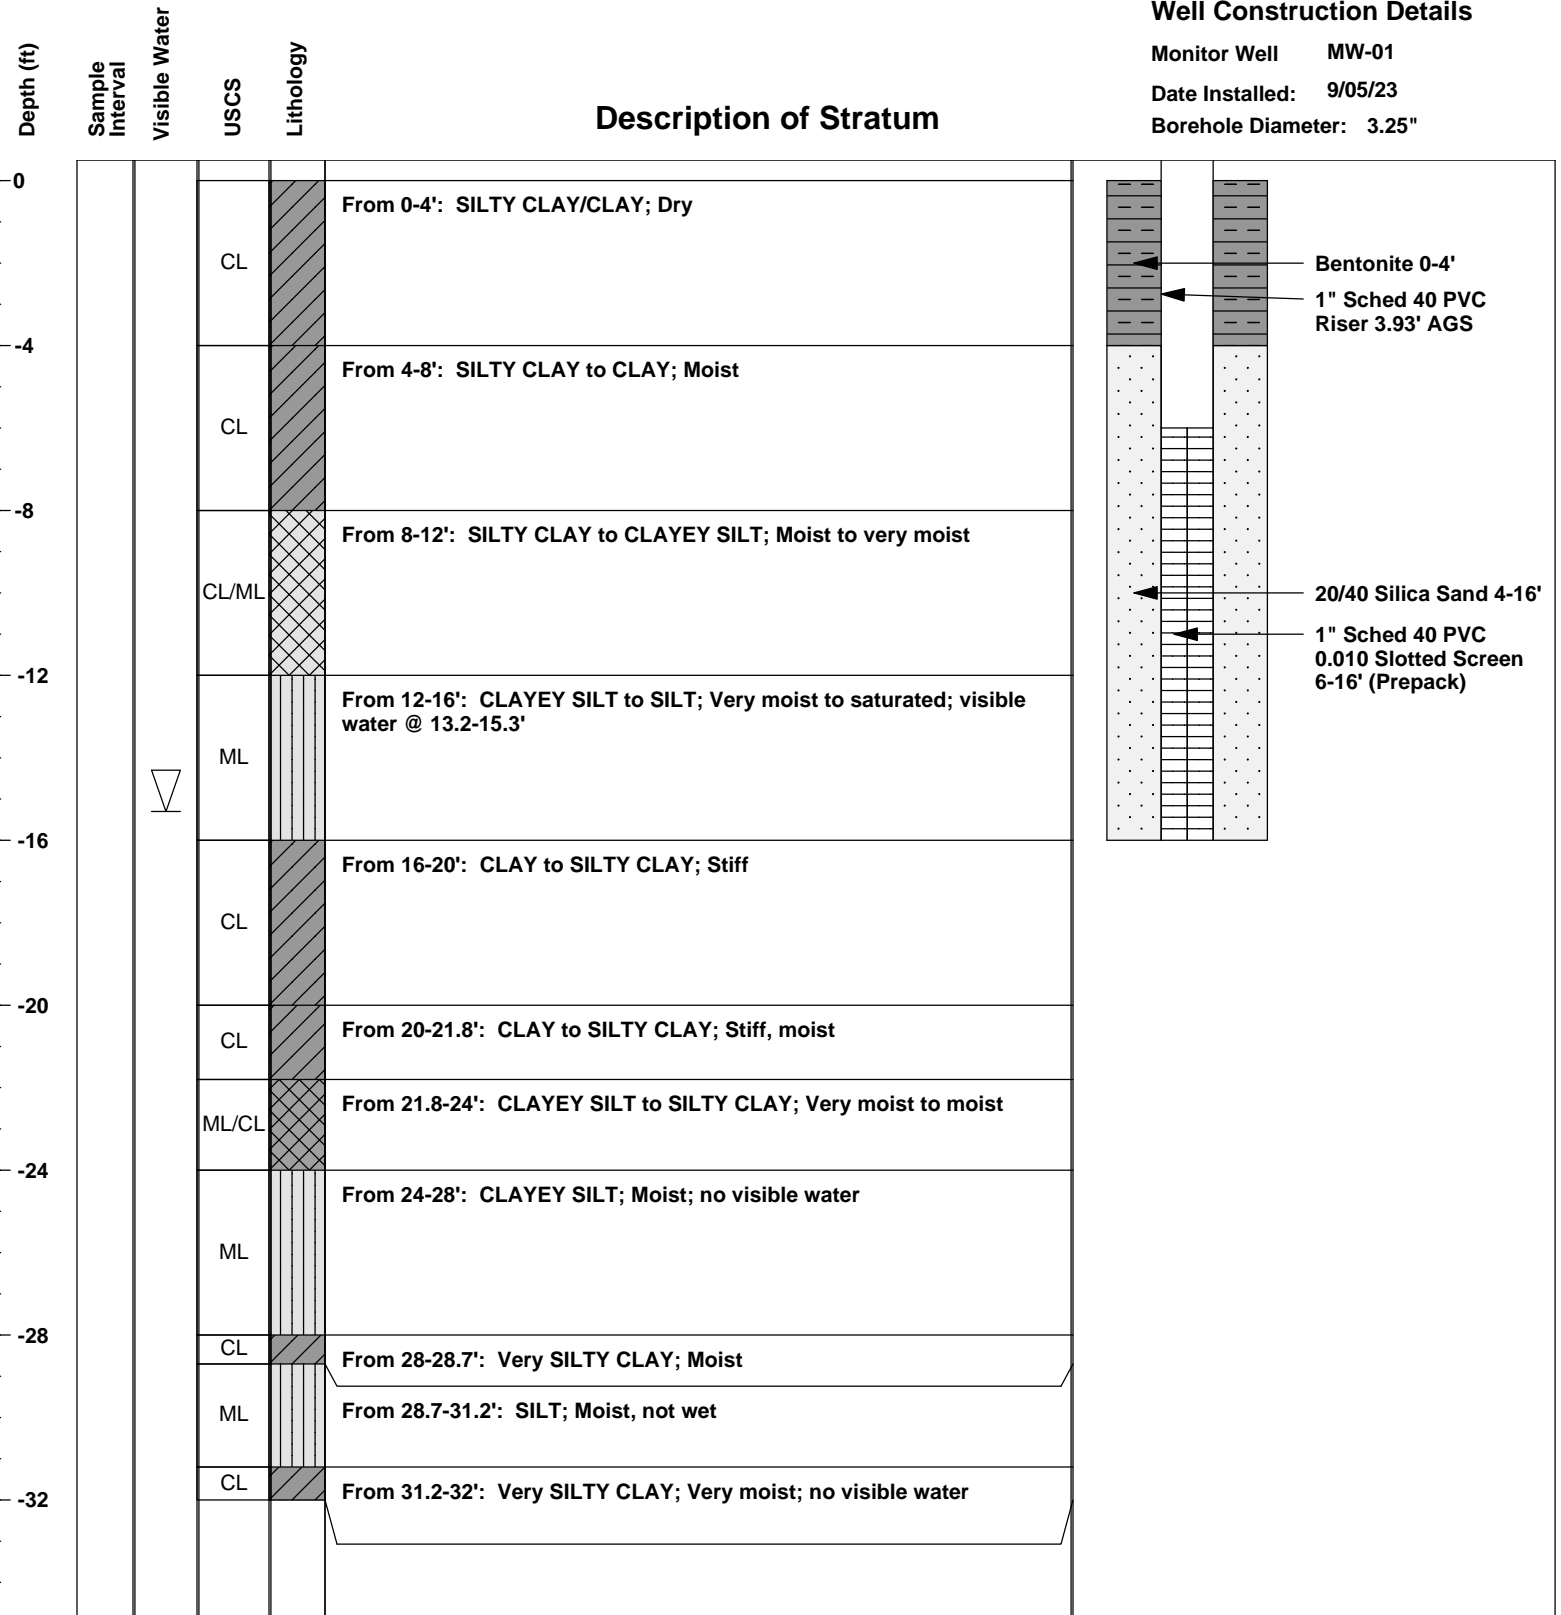 Well Construction Details
Monitor Well MW-01
Date Installed: 9/05/23
Borehole Diameter: 3.25"
Depth (ft)
Sample
Interval
Visible Water
USCS
Lithology
Description of Stratum
0
CL
From 0-4': SILTY CLAY/CLAY; Dry
Bentonite 0-4'
1" Sched 40 PVC
Riser 3.93' AGS
-4
CL
From 4-8': SILTY CLAY to CLAY; Moist
-8
CL/ML
From 8-12': SILTY CLAY to CLAYEY SILT; Moist to very moist
20/40 Silica Sand 4-16'
1" Sched 40 PVC
0.010 Slotted Screen
6-16' (Prepack)
-12
ML
From 12-16': CLAYEY SILT to SILT; Very moist to saturated; visible
water @ 13.2-15.3'
-16
CL
From 16-20': CLAY to SILTY CLAY; Stiff
-20
CL
From 20-21.8': CLAY to SILTY CLAY; Stiff, moist
ML/CL
From 21.8-24': CLAYEY SILT to SILTY CLAY; Very moist to moist
-24
ML
From 24-28': CLAYEY SILT; Moist; no visible water
-28
CL
From 28-28.7': Very SILTY CLAY; Moist
ML
From 28.7-31.2': SILT; Moist, not wet
CL
From 31.2-32': Very SILTY CLAY; Very moist; no visible water
-32